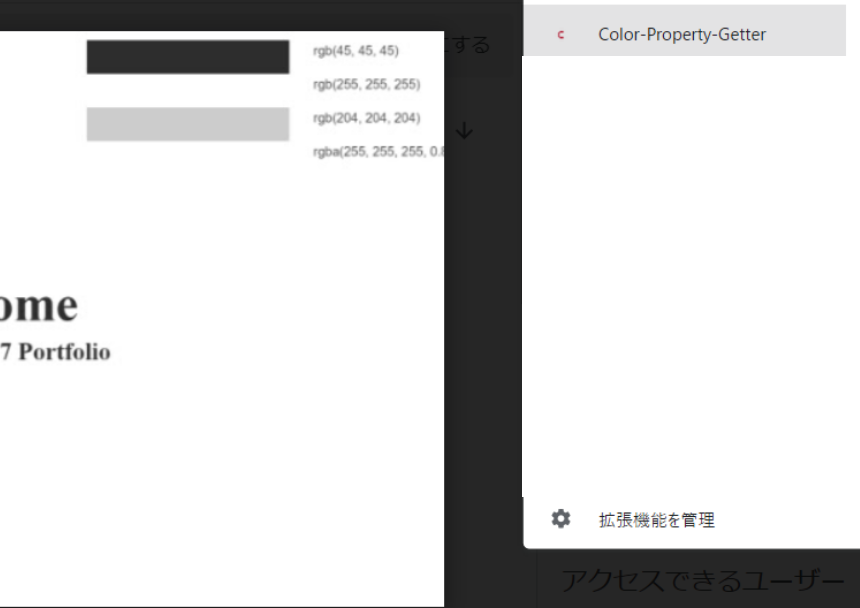 rgb(45, 45, 45)
rgb(255, 255, 255)
rgb(204, 204, 204)
rgba(255, 255, 255, 0.8
ome
7 Portfolio
する
C
Color-Property-Getter
拡張機能を管理
アクセスできるユーザー